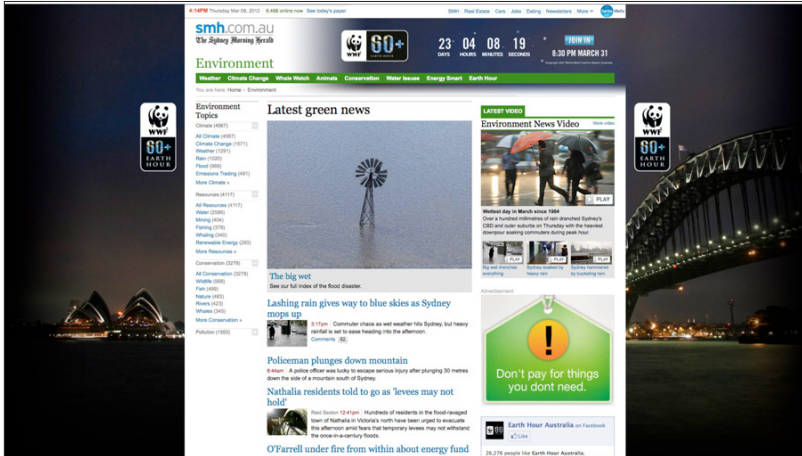 4:14PM Thursday Mar 08, 2012 | 6,466 online now See today's paper
SMH Real Estate Cars Jobs Dating Newsletters More
smh.com.au
The Sydney Morning Herald
Environment
WWF
60+
EARTH HOUR
23 04 08 19
DAYS HOURS MINUTES SECONDS
JOIN IN
8:30 PM MARCH 31
Weather Climate Change Whale Watch Animals Conservation Water Issues Energy Smart Earth Hour
You are here: Home › Environment
WWF
60+
EARTH
HOUR
Environment
Topics
Climate (4567)
All Climate (4567)
Climate Change (1571)
Weather (1291)
Rain (1020)
Flood (969)
Emissions Trading (491)
More Climate »
Resources (4117)
All Resources (4117)
Water (2586)
Mining (404)
Fishing (378)
Whaling (340)
Renewable Energy (283)
More Resources »
Conservation (3279)
All Conservation (3279)
Wildlife (568)
Fish (499)
Nature (483)
Rivers (423)
Whales (345)
More Conservation »
Pollution (1593)
Latest green news
The big wet
See our full index of the flood disaster.
Lashing rain gives way to blue skies as Sydney
mops up
3:17pm | Commuter chaos as wet weather hits Sydney, but heavy
rainfall is set to ease heading into the afternoon.
Comments 62
Policeman plunges down mountain
6:44am | A police officer was lucky to escape serious injury after plunging 30 metres
down the side of a mountain south of Sydney.
Nathalia residents told to go as 'levees may not
hold'
Reid Sexton 12:41pm | Hundreds of residents in the flood-ravaged
town of Nathalia in Victoria's north have been urged to evacuate
this afternoon amid fears that temporary levees may not withstand
the once-in-a-century floods.
O'Farrell under fire from within about energy fund
LATEST VIDEO
Environment News Video
More video
PLAY
Wettest day in March since 1984
Over a hundred millimetres of rain drenched Sydney's
CBD and outer suburbs on Thursday with the heaviest
downpour soaking commuters during peak hour.
PLAY PLAY PLAY
Big wet drenches
everything
Sydney soaked by
heavy rain
Sydney hammered
by bucketing rain
Advertisement
!
Don't pay for things
you dont need.
Earth Hour Australia on Facebook
Like
26,276 people like Earth Hour Australia.
WWF
60+
EARTH
HOUR